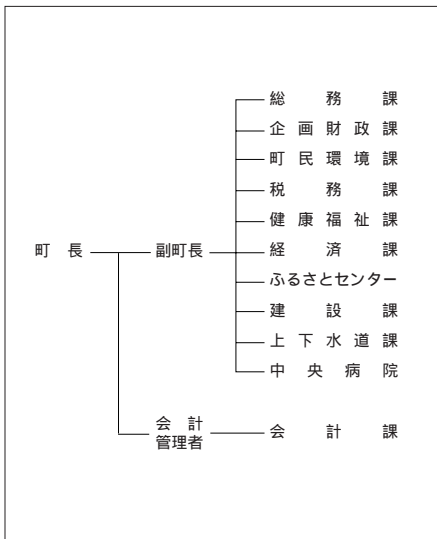 総務課
企画財政課
町民環境課
税務課
健康福祉課
町長
副町長
経済課
ふるさとセンター
建設課
上下水道課
中央病院
会計
管理者
会計課